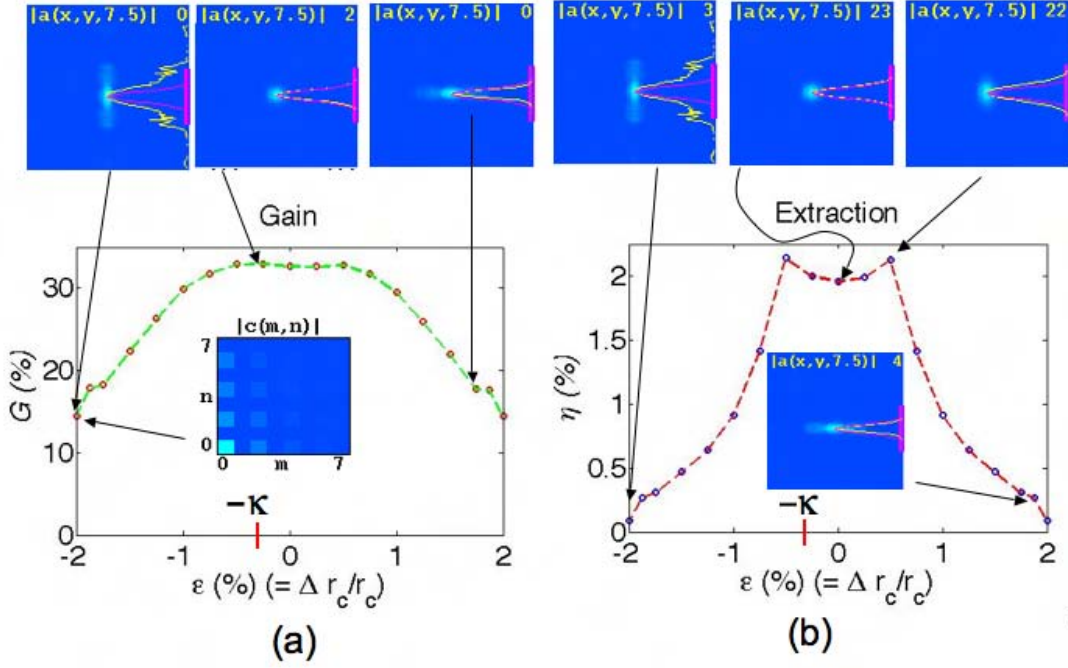 |a(x,y,7.5)| 0
|a(x,y,7.5)| 2
|a(x,y,7.5)| 0
|a(x,y,7.5)| 3
|a(x,y,7.5)| 23
|a(x,y,7.5)| 22
Gain
G (%)
30
20
10
0
-2
-1
0
1
2
|c(m,n)|
7
n
0
0
m
7
−κ
ε (%) (= Δ r_c/r_c)
(a)
Extraction
η (%)
2
1.5
1
0.5
0
-2
-1
0
1
2
|a(x,y,7.5)| 4
−κ
ε (%) (= Δ r_c/r_c)
(b)